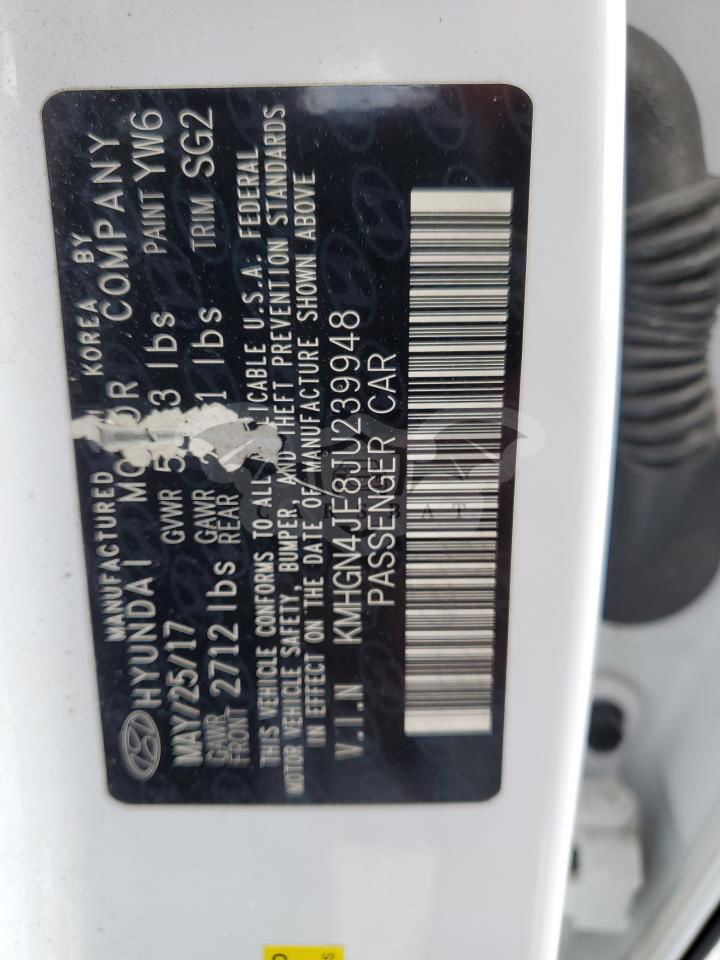 MANUFACTURED KOREA BY
HYUNDAI MOTOR COMPANY
MAY/25/17 GVWR lbs PAINT YW6
GAWR FRONT 2712 lbs GAWR REAR lbs TRIM SG2
THIS VEHICLE CONFORMS TO ALL APPLICABLE U.S.A. FEDERAL
MOTOR VEHICLE SAFETY, BUMPER, AND THEFT PREVENTION STANDARDS
IN EFFECT ON THE DATE OF MANUFACTURE SHOWN ABOVE
V.I.N KMHGN4JE8JU239948
PASSENGER CAR